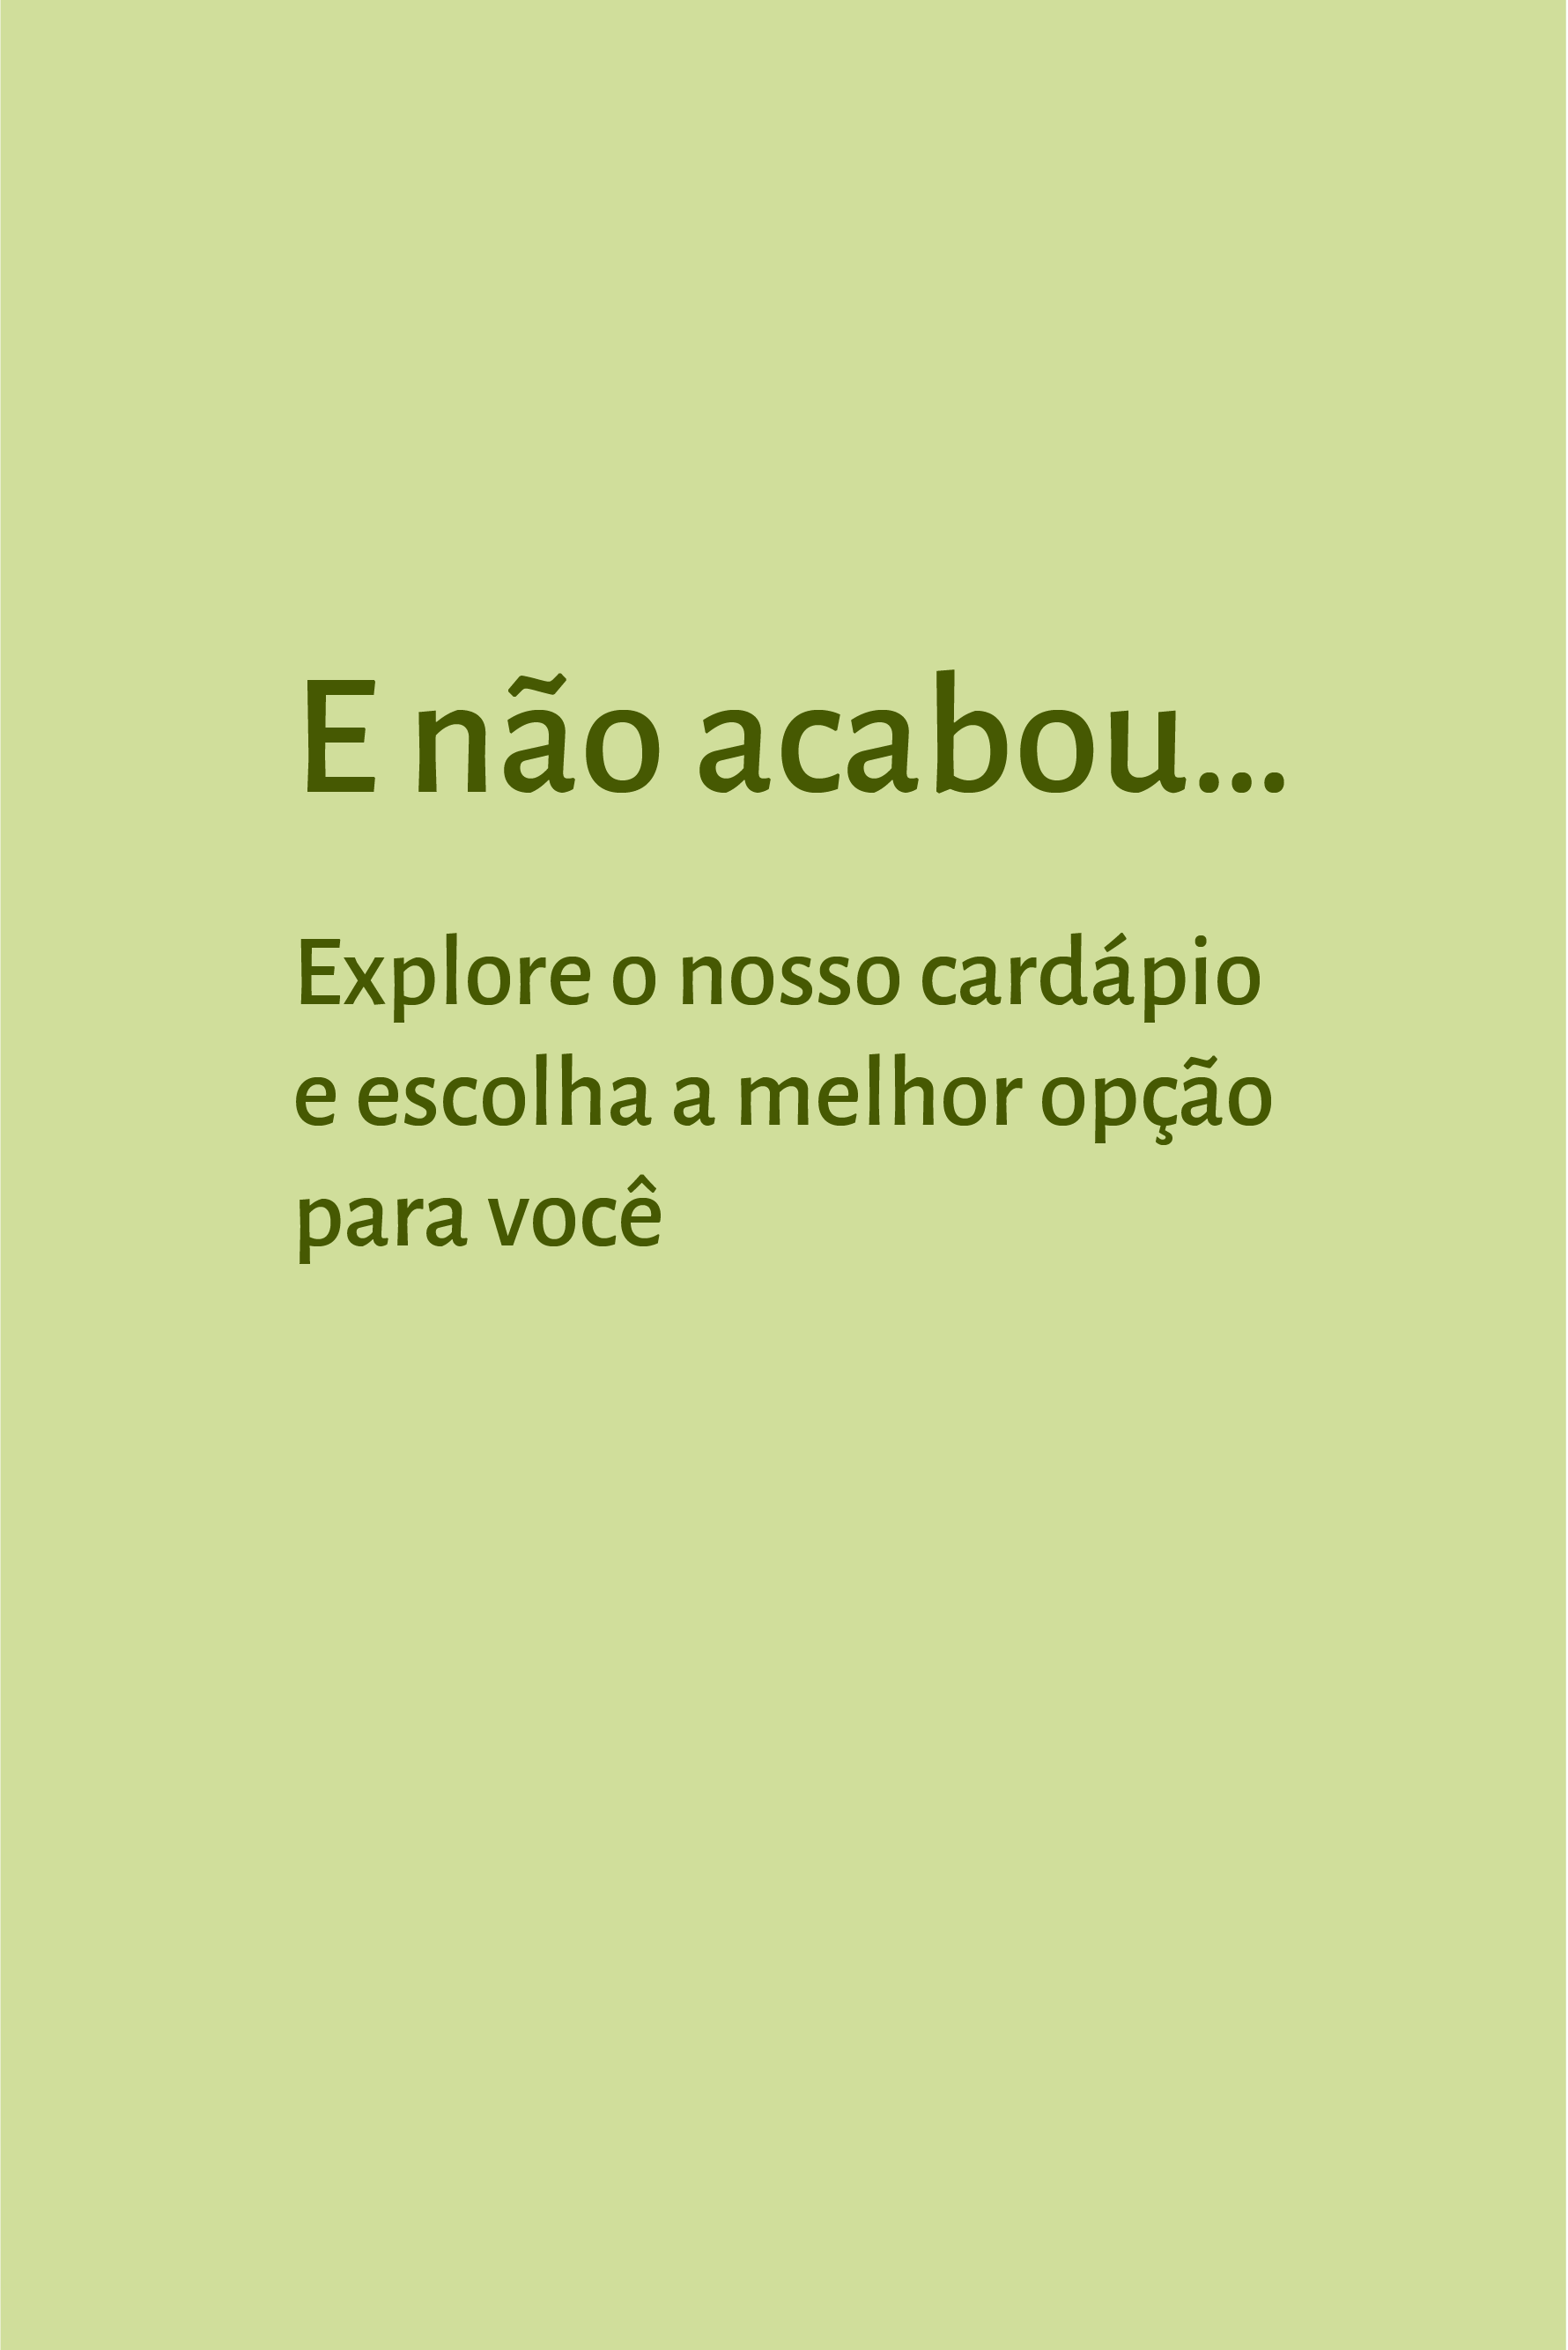 E não acabou...
Explore o nosso cardápio
e escolha a melhor opção
para você